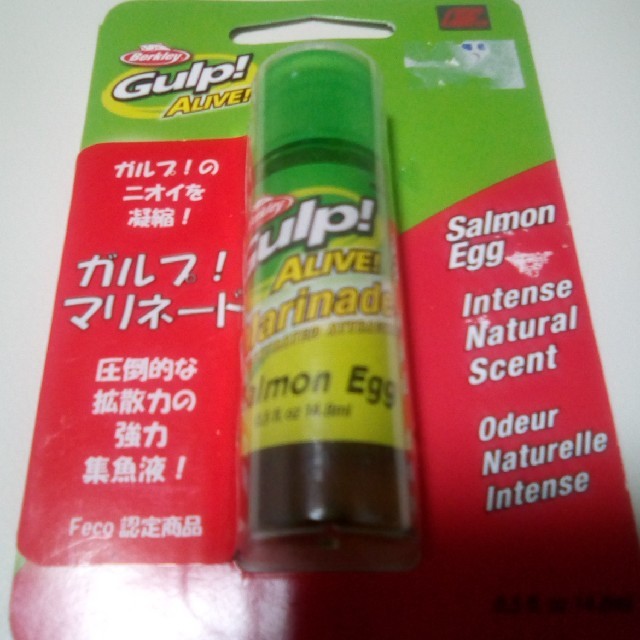 Berkley
Gulp!
ALIVE!
ガルプ！の
ニオイを
凝縮！
ガルプ！
マリネード
圧倒的な
拡散力の
強力
集魚液！
Feco 認定商品
Berkley
Gulp!
ALIVE!
Marinade
Salmon Egg
Salmon
Egg
Intense
Natural
Scent
Odeur
Naturelle
Intense